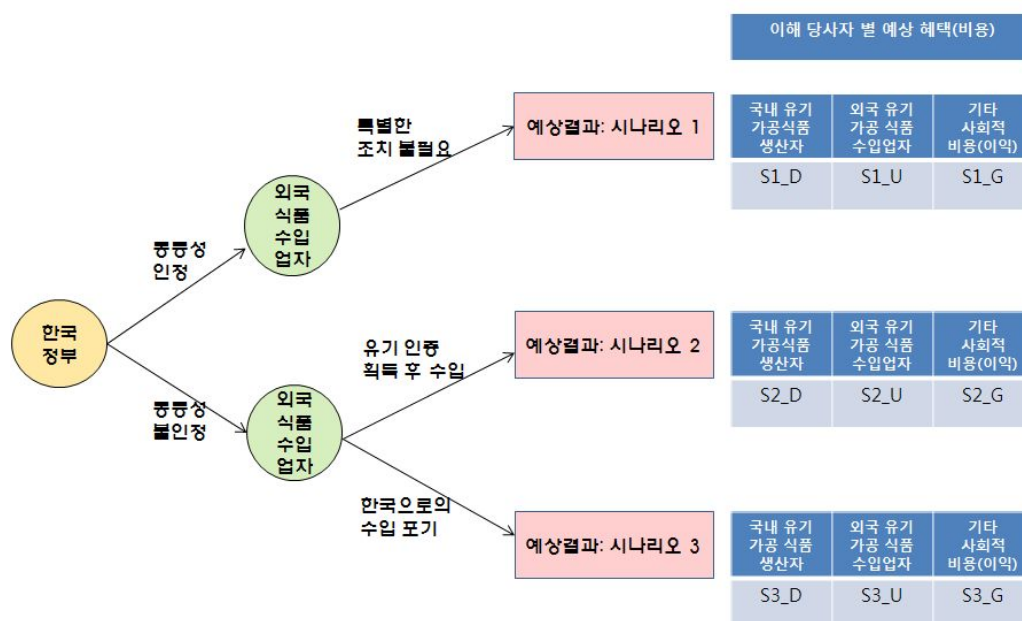 이해 당사자 별 예상 혜택(비용)
특별한
조치 불필요
예상결과: 시나리오 1
국내 유기
가공식품
생산자
외국 유기
가공 식품
수입업자
기타
사회적
비용(이익)
S1_D
S1_U
S1_G
외국
식품
수입
업자
동등성
인정
한국
정부
동등성
불인정
외국
식품
수입
업자
유기 인증
획득 후 수입
예상결과: 시나리오 2
국내 유기
가공식품
생산자
외국 유기
가공 식품
수입업자
기타
사회적
비용(이익)
S2_D
S2_U
S2_G
한국으로의
수입 포기
예상결과: 시나리오 3
국내 유기
가공 식품
생산자
외국 유기
가공 식품
수입업자
기타
사회적
비용(이익)
S3_D
S3_U
S3_G